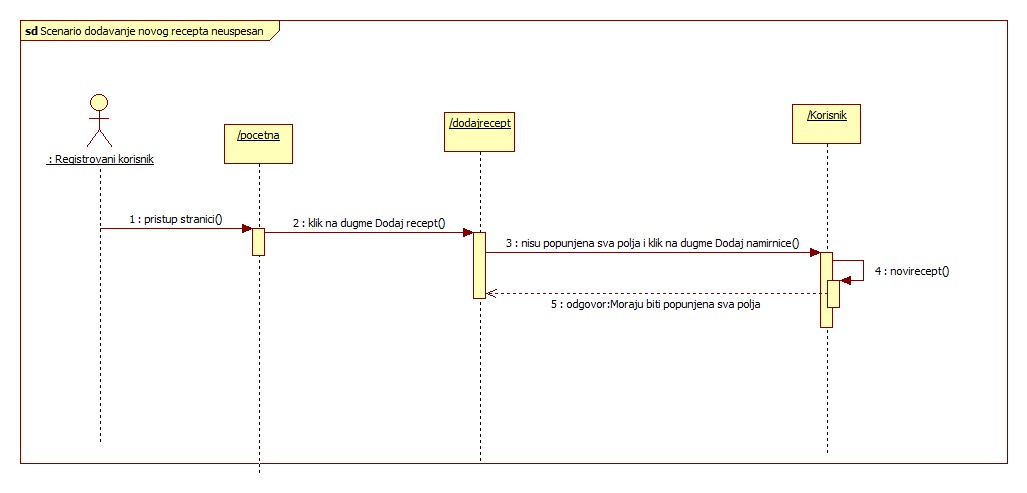 sd Scenario dodavanje novog recepta neuspesan
/Korisnik
/dodajrecept
/pocetna
: Registrovani korisnik
1 : pristup stranici()
2 : klik na dugme Dodaj recept()
3 : nisu popunjena sva polja i klik na dugme Dodaj namirnice()
4 : novirecept()
5 : odgovor:Moraju biti popunjena sva polja